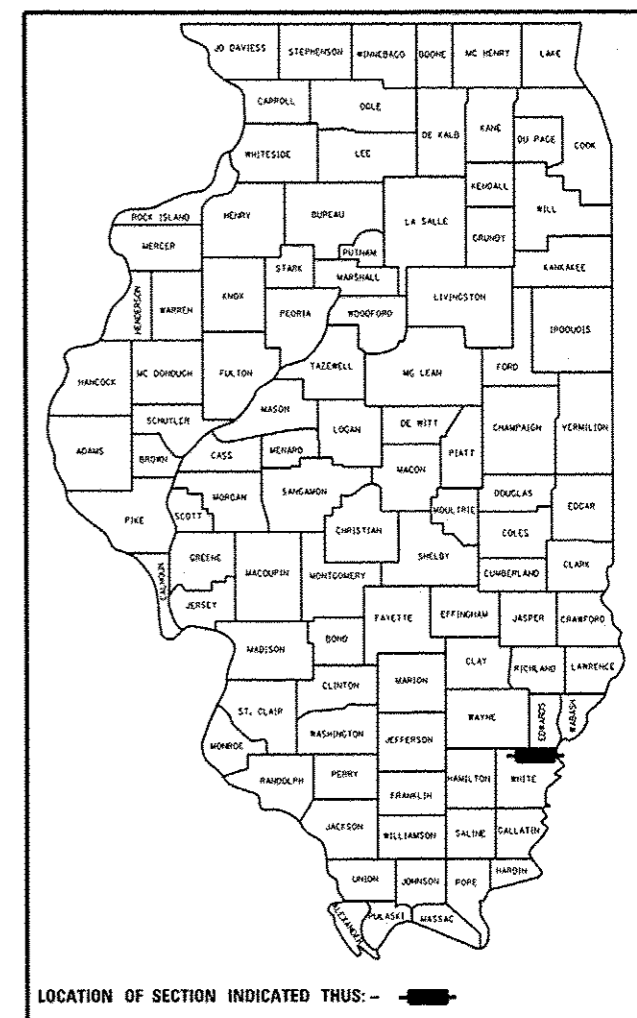 JO DAVIESS STEPHENSON WINNEBAGO BOONE MC HENRY LAKE
CARROLL OGLE DE KALB KANE DU PAGE COOK
WHITESIDE LEE KENDALL WILL
ROCK ISLAND HENRY BUREAU LA SALLE GRUNDY
MERCER PUTNAM KANKAKEE
STARK MARSHALL
HENDERSON WARREN KNOX PEORIA WOODFORD LIVINGSTON IROQUOIS
HANCOCK MC DONOUGH FULTON TAZEWELL MC LEAN FORD
MASON
SCHUYLER LOGAN DE WITT CHAMPAIGN VERMILION
ADAMS BROWN CASS MENARD MACON PIATT
MORGAN SANGAMON DOUGLAS EDGAR
PIKE SCOTT CHRISTIAN MOULTRIE COLES
CALHOUN GREENE MACOUPIN MONTGOMERY SHELBY CUMBERLAND CLARK
JERSEY FAYETTE EFFINGHAM JASPER CRAWFORD
MADISON BOND
CLAY RICHLAND LAWRENCE
CLINTON MARION
ST. CLAIR WAYNE EDWARDS WABASH
MONROE WASHINGTON JEFFERSON
RANDOLPH PERRY HAMILTON WHITE
FRANKLIN
JACKSON WILLIAMSON SALINE GALLATIN
UNION JOHNSON POPE HARDIN
ALEXANDER PULASKI MASSAC
LOCATION OF SECTION INDICATED THUS: -